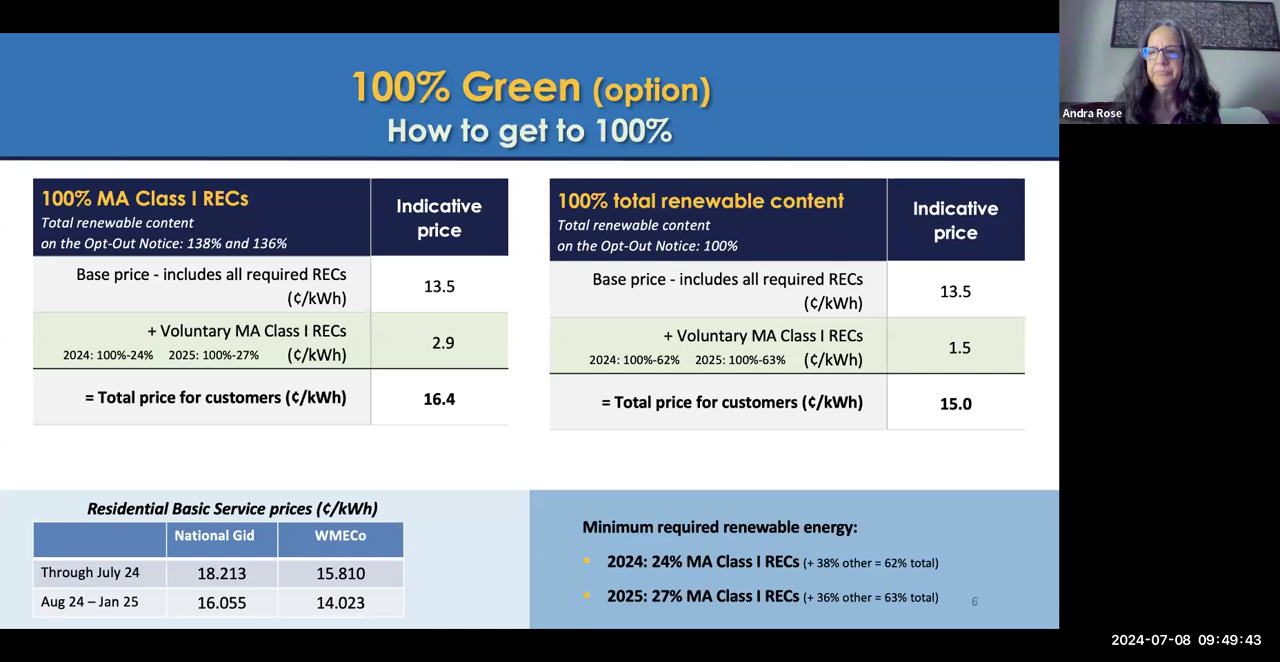 100% Green (option)
How to get to 100%
Andra Rose
100% MA Class I RECs
Total renewable content
on the Opt-Out Notice: 138% and 136%
Indicative
price
Base price - includes all required RECs
(¢/kWh)
13.5
+ Voluntary MA Class I RECs
2024: 100%-24% 2025: 100%-27% (¢/kWh)
2.9
= Total price for customers (¢/kWh)
16.4
100% total renewable content
Total renewable content
on the Opt-Out Notice: 100%
Indicative
price
Base price - includes all required RECs
(¢/kWh)
13.5
+ Voluntary MA Class I RECs
2024: 100%-62% 2025: 100%-63% (¢/kWh)
1.5
= Total price for customers (¢/kWh)
15.0
Residential Basic Service prices (¢/kWh)
National Gid WMECo
Through July 24 18.213 15.810
Aug 24 – Jan 25 16.055 14.023
Minimum required renewable energy:
• 2024: 24% MA Class I RECs (+ 38% other = 62% total)
• 2025: 27% MA Class I RECs (+ 36% other = 63% total)
6
2024-07-08 09:49:43